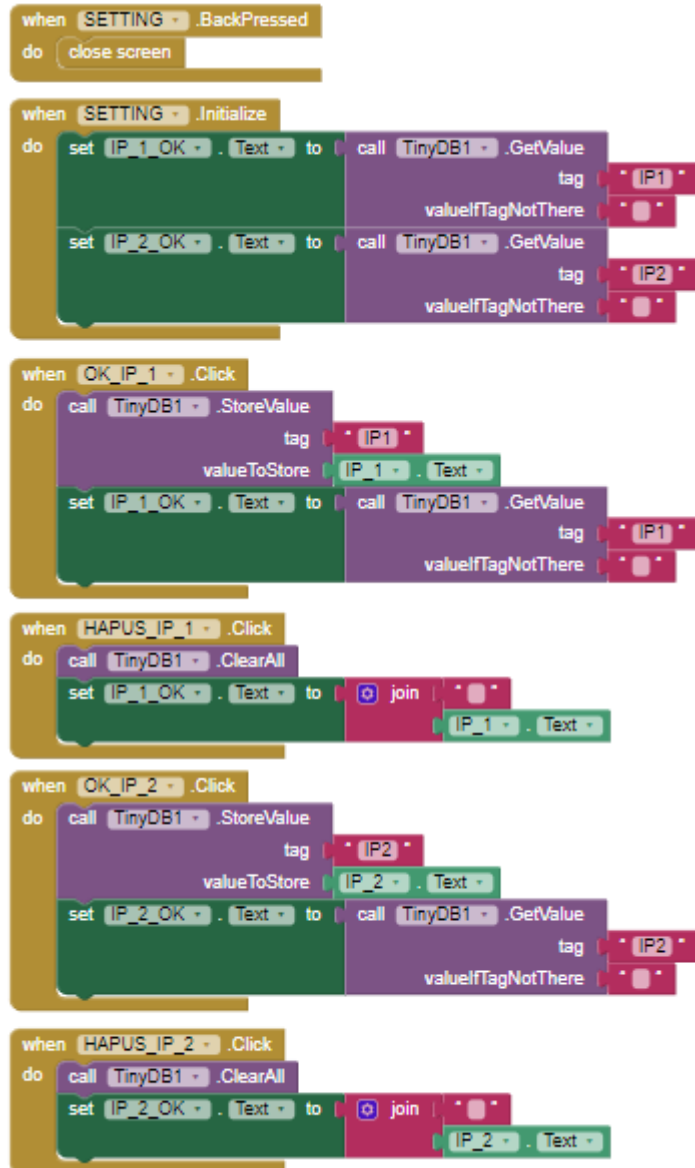 when SETTING .BackPressed
do close screen
when SETTING .Initialize
do set IP_1_OK . Text to call TinyDB1 .GetValue
tag " IP1 "
valueIfTagNotThere " "
set IP_2_OK . Text to call TinyDB1 .GetValue
tag " IP2 "
valueIfTagNotThere " "
when OK_IP_1 .Click
do call TinyDB1 .StoreValue
tag " IP1 "
valueToStore IP_1 . Text
set IP_1_OK . Text to call TinyDB1 .GetValue
tag " IP1 "
valueIfTagNotThere " "
when HAPUS_IP_1 .Click
do call TinyDB1 .ClearAll
set IP_1_OK . Text to join " "
IP_1 . Text
when OK_IP_2 .Click
do call TinyDB1 .StoreValue
tag " IP2 "
valueToStore IP_2 . Text
set IP_2_OK . Text to call TinyDB1 .GetValue
tag " IP2 "
valueIfTagNotThere " "
when HAPUS_IP_2 .Click
do call TinyDB1 .ClearAll
set IP_2_OK . Text to join " "
IP_2 . Text